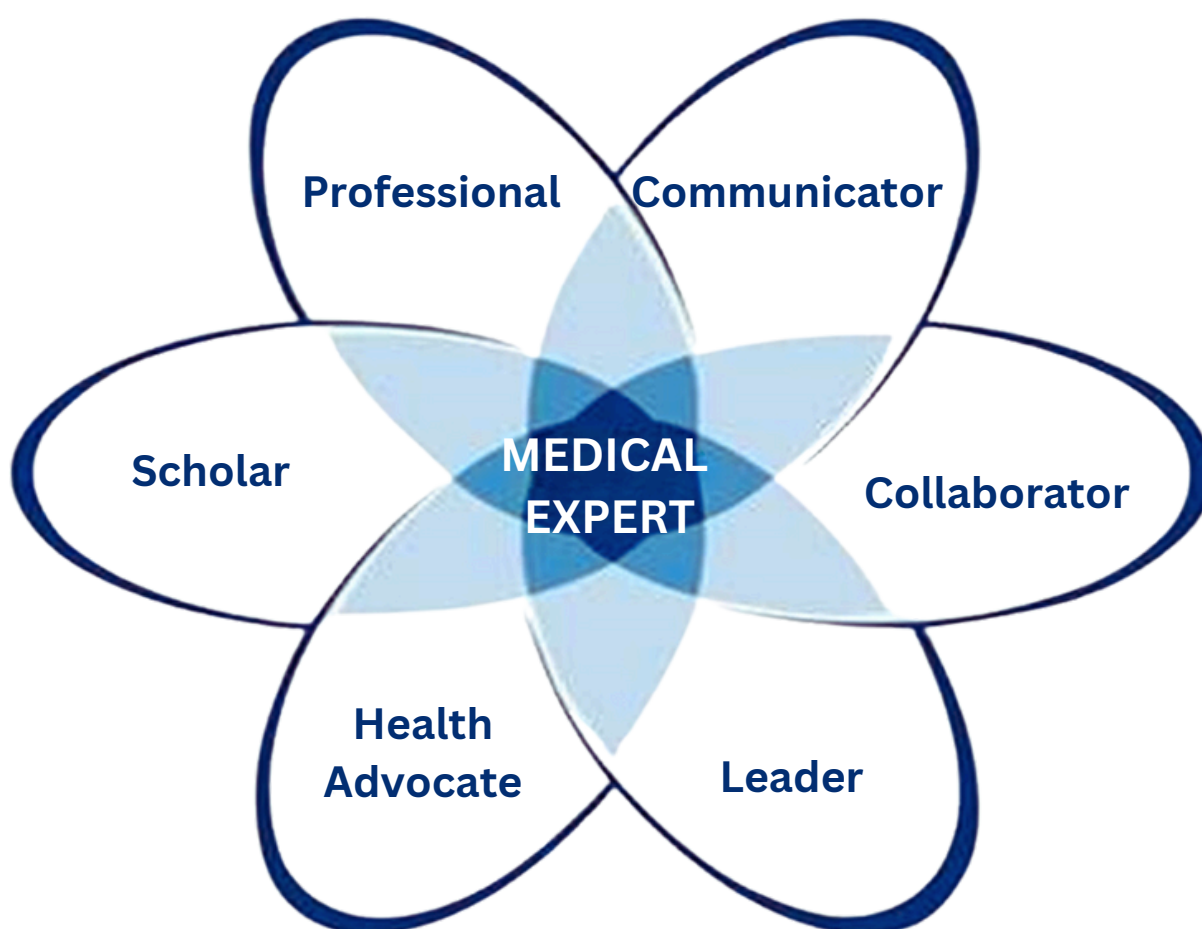 Professional
Communicator
Scholar
MEDICAL
EXPERT
Collaborator
Health
Advocate
Leader